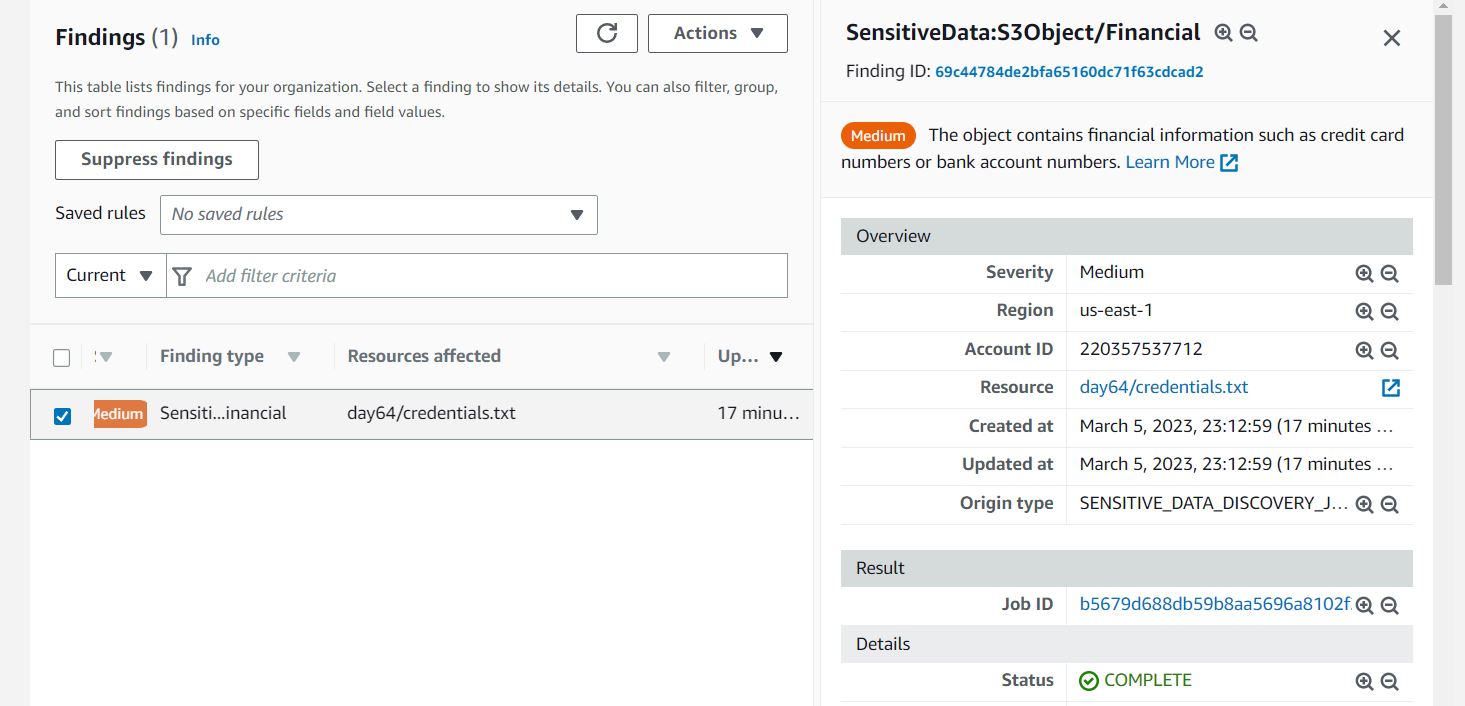 Findings (1) Info
Actions
This table lists findings for your organization. Select a finding to show its details. You can also filter, group,
and sort findings based on specific fields and field values.
Suppress findings
Saved rules No saved rules
Current Add filter criteria
Finding type Resources affected Up...
Medium Sensiti...inancial day64/credentials.txt 17 minu...
SensitiveData:S3Object/Financial
Finding ID: 69c44784de2bfa65160dc71f63cdcad2
Medium The object contains financial information such as credit card
numbers or bank account numbers. Learn More
Overview
Severity Medium
Region us-east-1
Account ID 220357537712
Resource day64/credentials.txt
Created at March 5, 2023, 23:12:59 (17 minutes ...
Updated at March 5, 2023, 23:12:59 (17 minutes ...
Origin type SENSITIVE_DATA_DISCOVERY_J...
Result
Job ID b5679d688db59b8aa5696a8102f
Details
Status COMPLETE